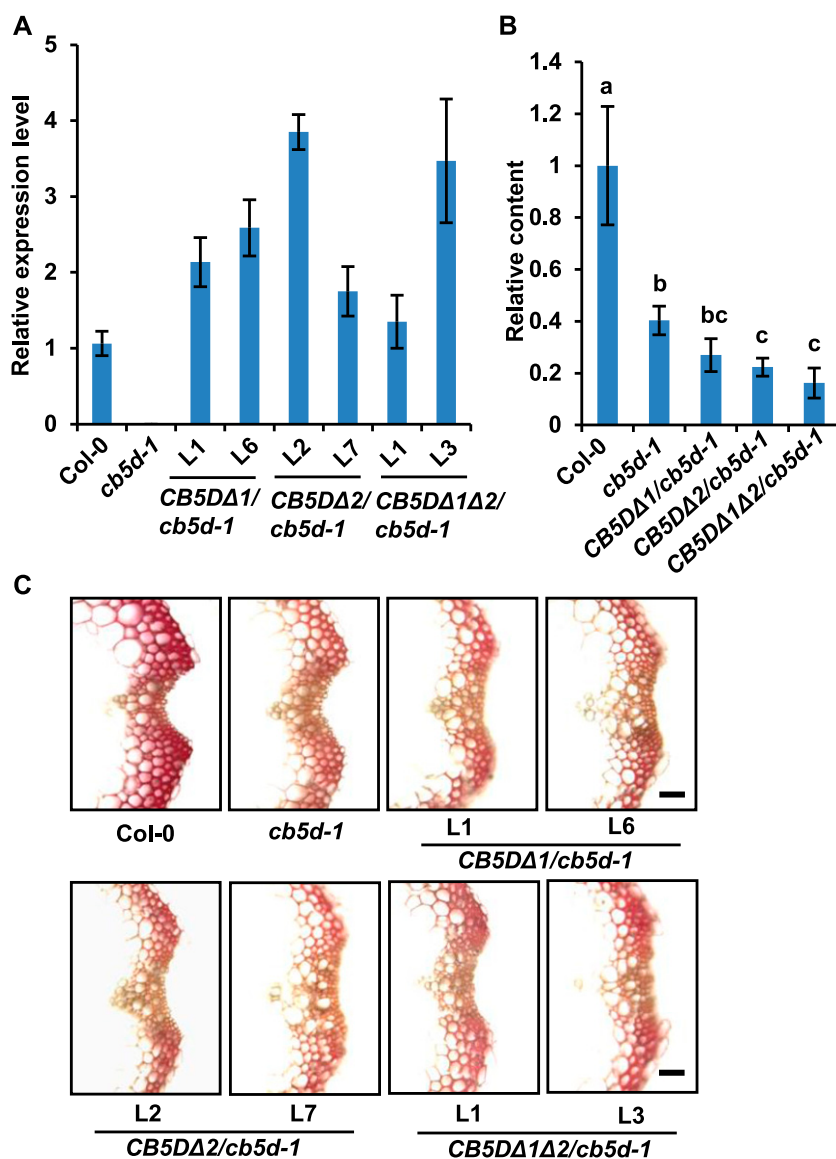 A
Relative expression level
5
4
3
2
1
0
Col-0
cb5d-1
L1
L6
L2
L7
L1
L3
CB5DΔ1/
cb5d-1
CB5DΔ2/
cb5d-1
CB5DΔ1Δ2/
cb5d-1
B
Relative content
1.4
1.2
1
0.8
0.6
0.4
0.2
0
a
b
bc
c
c
Col-0
cb5d-1
CB5DΔ1/cb5d-1
CB5DΔ2/cb5d-1
CB5DΔ1Δ2/cb5d-1
C
Col-0
cb5d-1
L1
L6
CB5DΔ1/cb5d-1
L2
L7
L1
L3
CB5DΔ2/cb5d-1
CB5DΔ1Δ2/cb5d-1